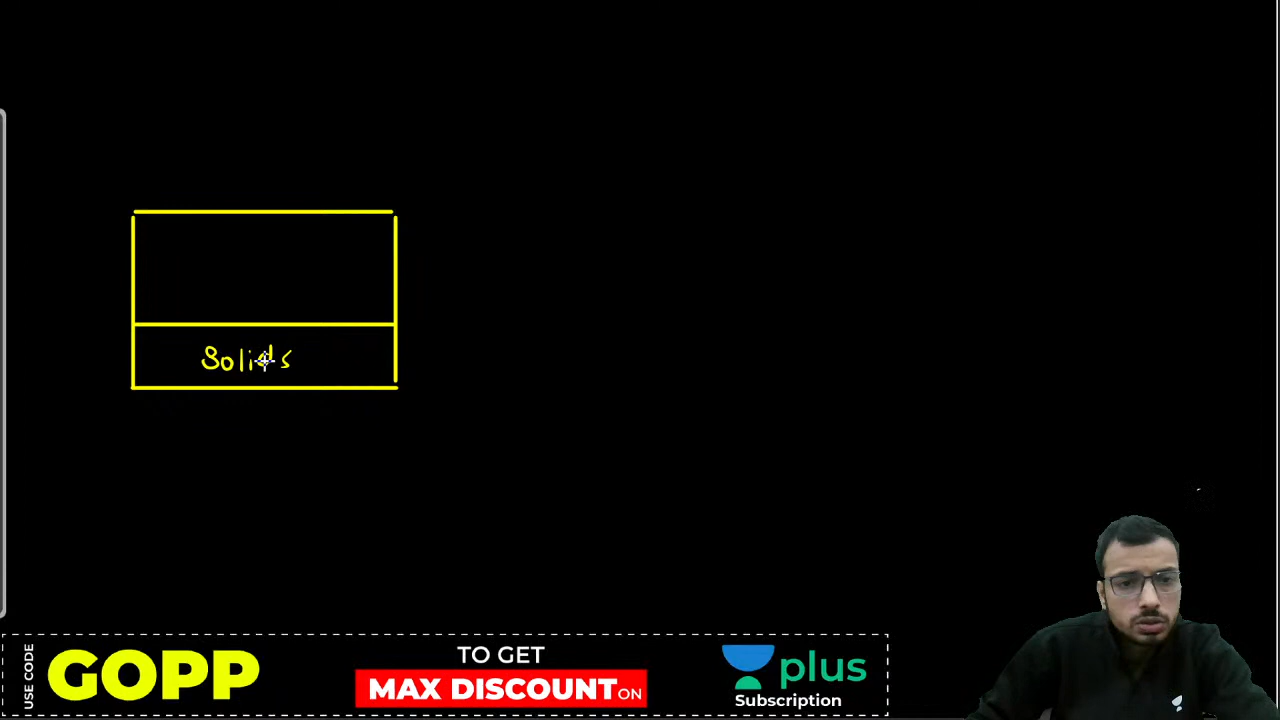 Solids
USE CODE
GOPP
TO GET
MAX DISCOUNT ON
plus
Subscription